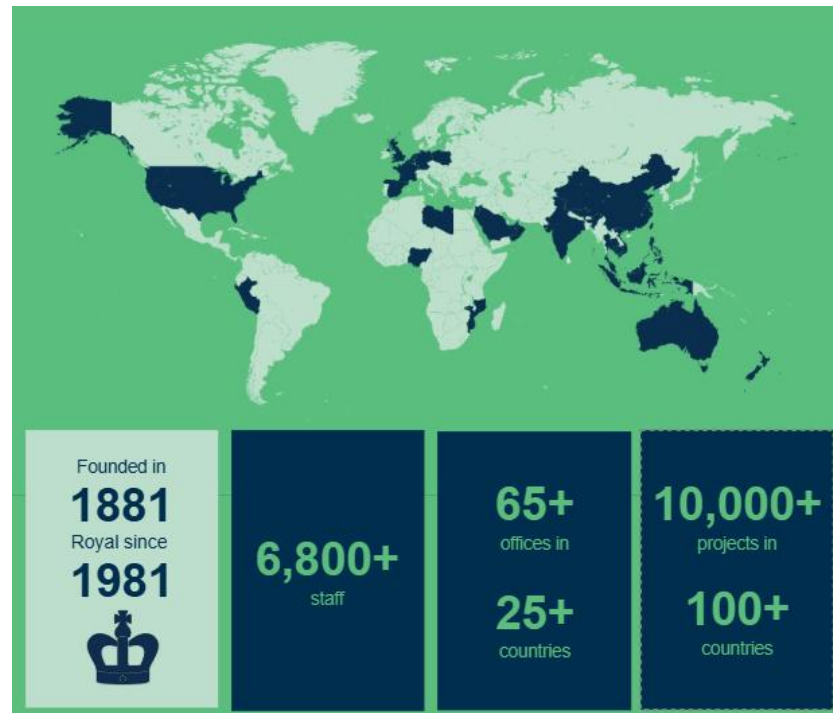 Founded in
1881
Royal since
1981
6,800+
staff
65+
offices in
25+
countries
10,000+
projects in
100+
countries